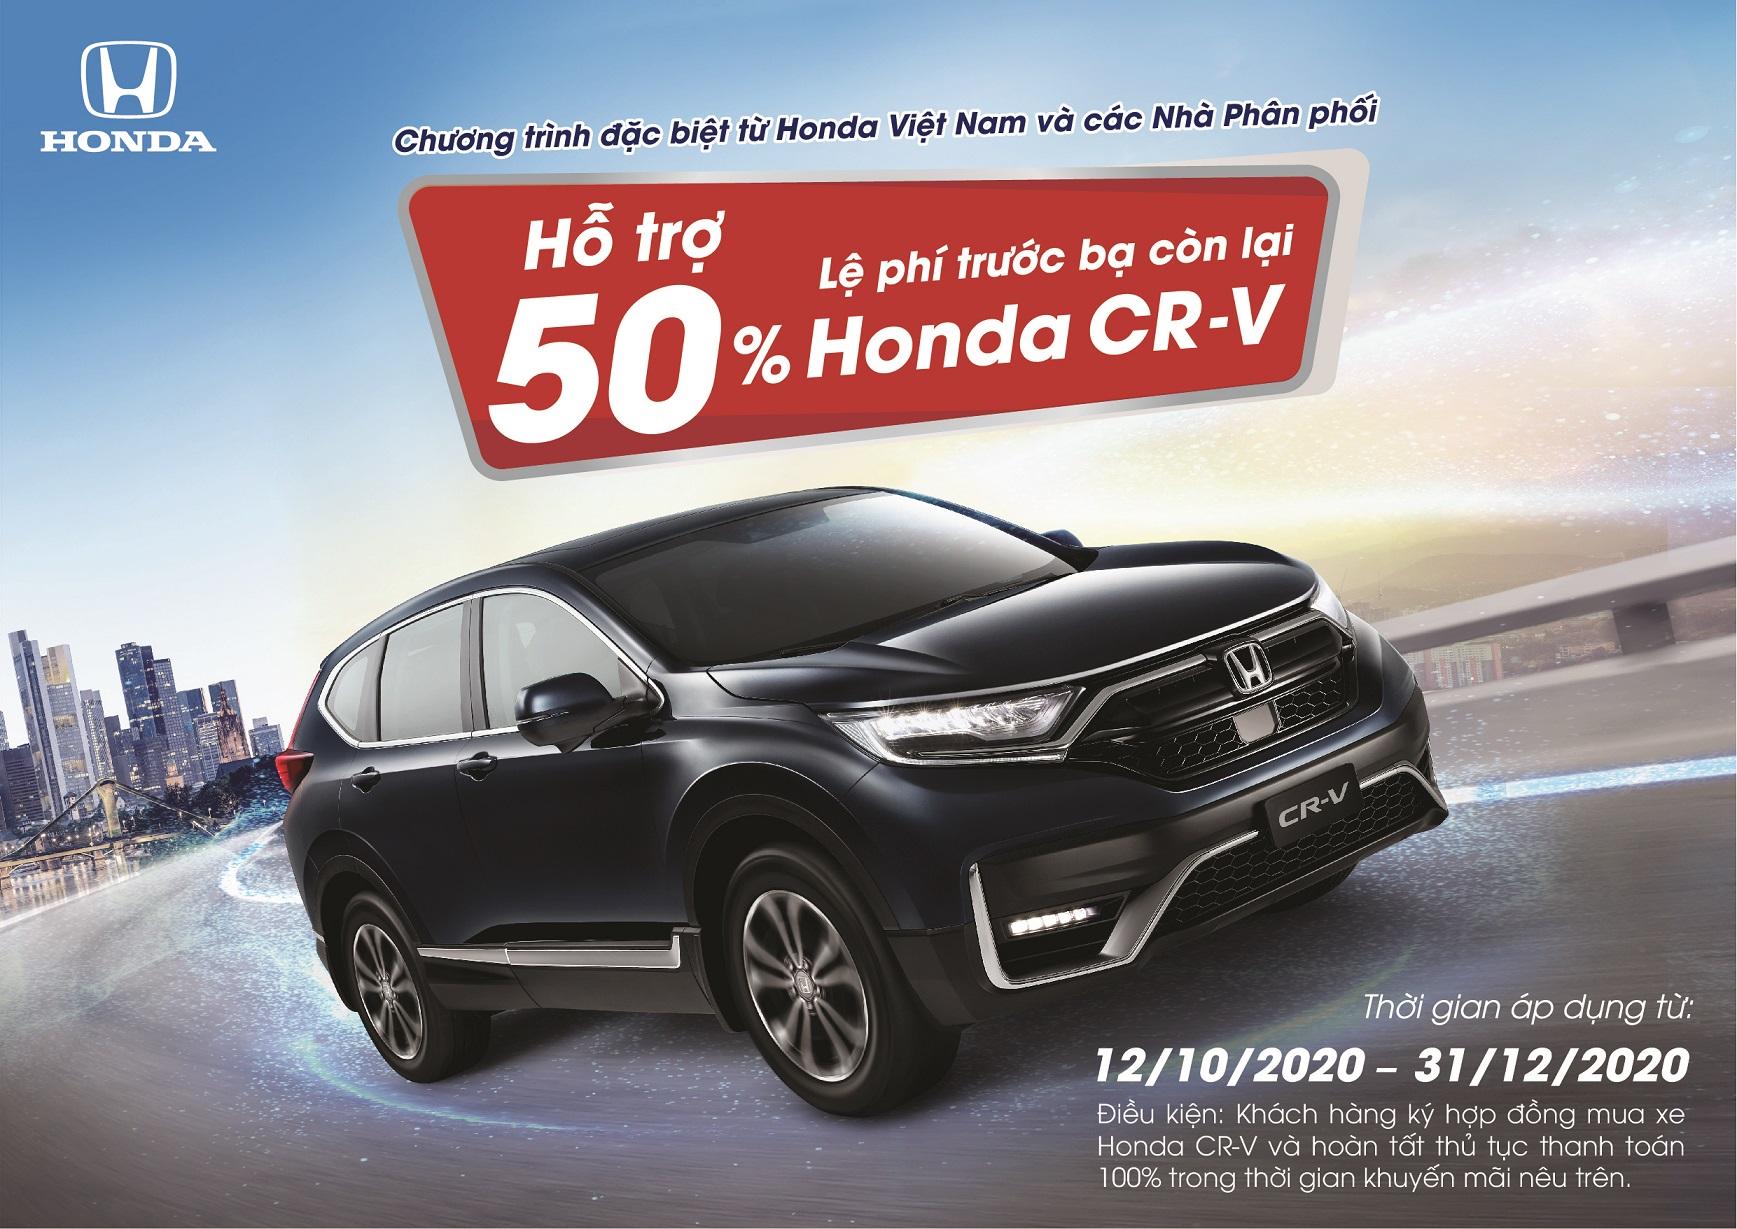 HONDA
Chương trình đặc biệt từ Honda Việt Nam và các Nhà Phân phối
Hỗ trợ
50%
Lệ phí trước bạ còn lại
Honda CR-V
CR-V
Thời gian áp dụng từ:
12/10/2020 – 31/12/2020
Điều kiện: Khách hàng ký hợp đồng mua xe
Honda CR-V và hoàn tất thủ tục thanh toán
100% trong thời gian khuyến mãi nêu trên.